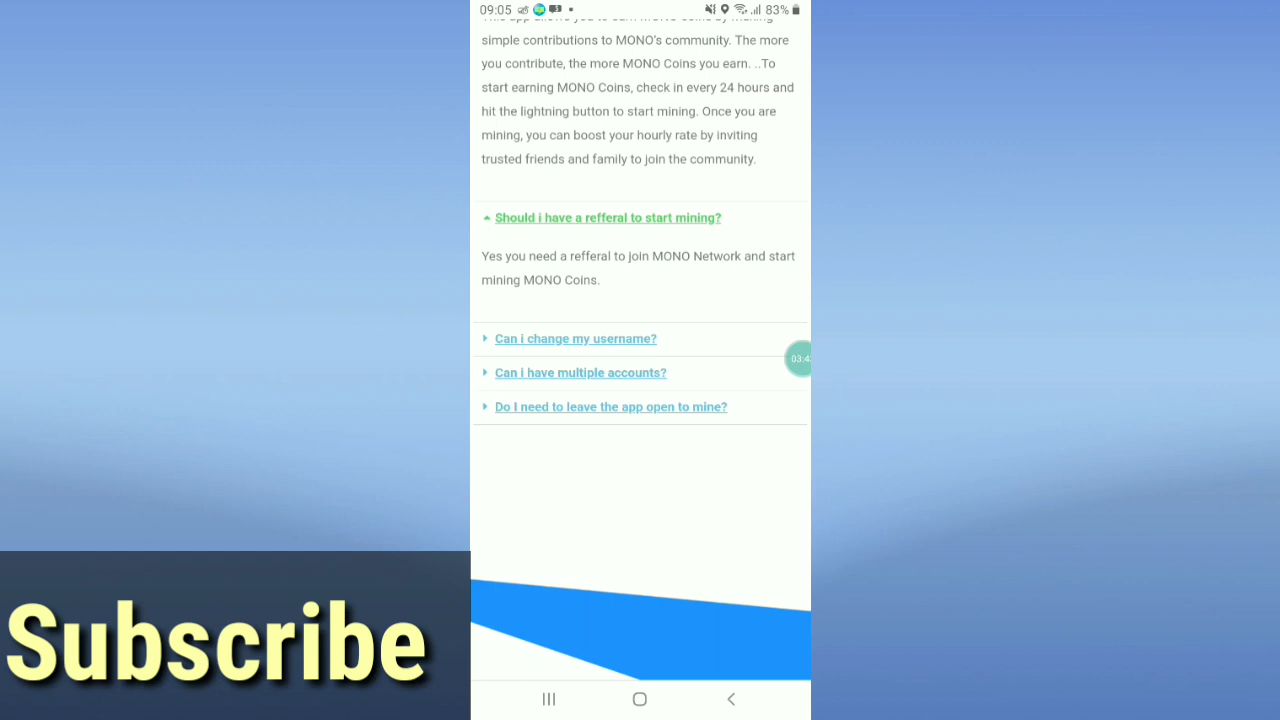 09:05
83%
simple contributions to MONO's community. The more
you contribute, the more MONO Coins you earn. ..To
start earning MONO Coins, check in every 24 hours and
hit the lightning button to start mining. Once you are
mining, you can boost your hourly rate by inviting
trusted friends and family to join the community.
Should i have a refferal to start mining?
Yes you need a refferal to join MONO Network and start
mining MONO Coins.
Can i change my username?
03:4
Can i have multiple accounts?
Do I need to leave the app open to mine?
Subscribe